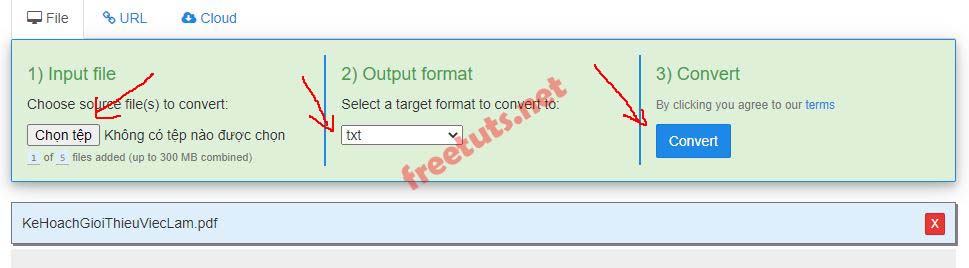 File
URL
Cloud
1) Input file
Choose source file(s) to convert:
Chọn tệp Không có tệp nào được chọn
1 of 5 files added (up to 300 MB combined)
2) Output format
Select a target format to convert to:
txt
3) Convert
By clicking you agree to our terms
Convert
freetuts.net
KeHoachGioiThieuViecLam.pdf
X